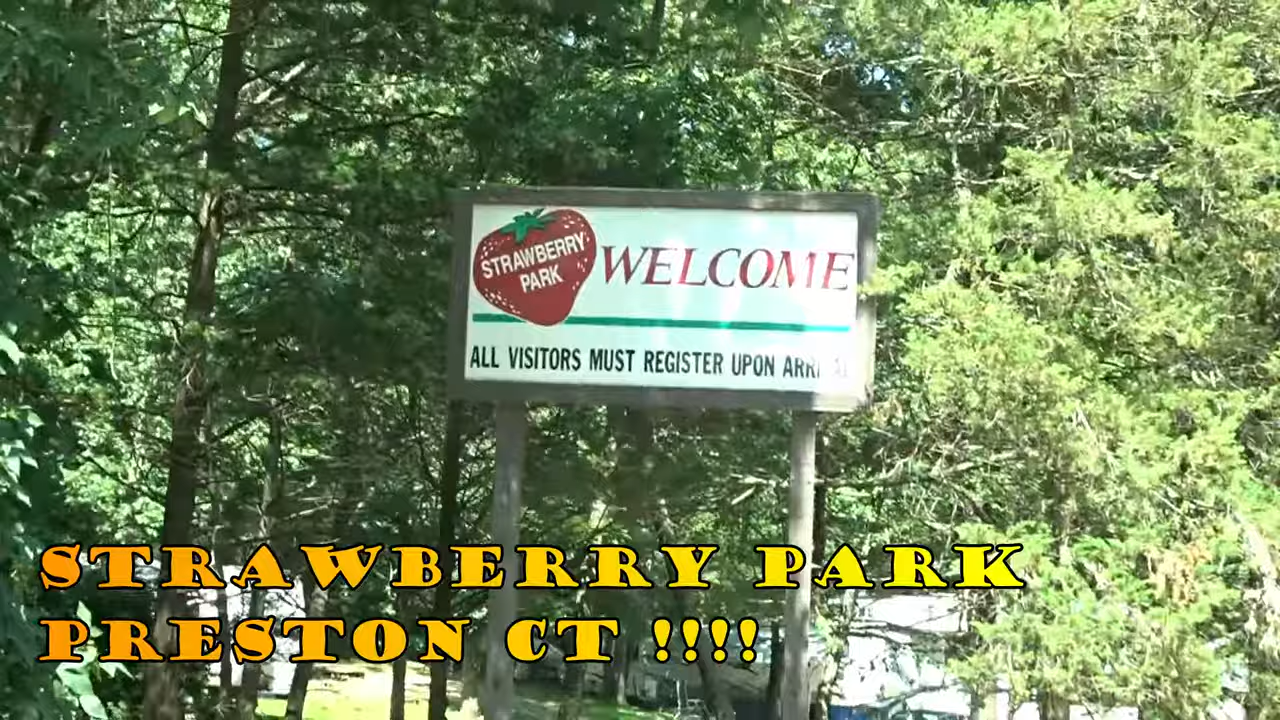 STRAWBERRY
PARK
WELCOME
ALL VISITORS MUST REGISTER UPON
STRAWBERRY PARK
PRESTON CT !!!!